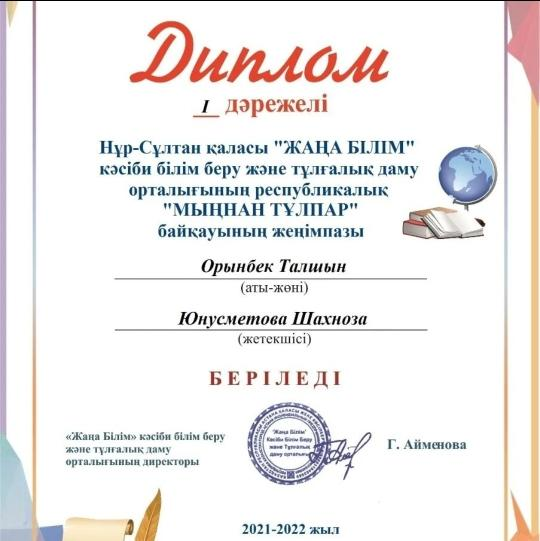 Диплом
I дәрежелі
Нұр-Сұлтан қаласы "ЖАҢА БІЛІМ"
кәсіби білім беру және тұлғалық даму
орталығының республикалық
"МЫҢНАН ТҰЛПАР"
байқауының жеңімпазы
Орынбек Талшын
(аты-жөні)
Юнусметова Шахноза
(жетекшісі)
БЕРІЛЕДІ
«Жаңа Білім» кәсіби білім беру
және тұлғалық даму
орталығының директоры
"Жаңа Білім"
Кәсіби Білім Беру
және Тұлғалық
даму орталығы
Г. Айменова
2021-2022 жыл